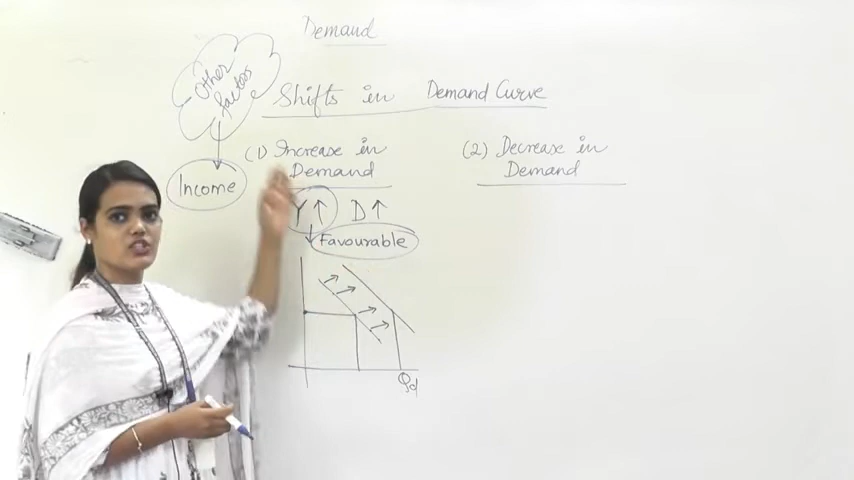 Demand
Other
factors
Shifts in Demand Curve
(1) Increase in
Demand
(2) Decrease in
Demand
Income
Y ↑ D ↑
Favourable
Qd